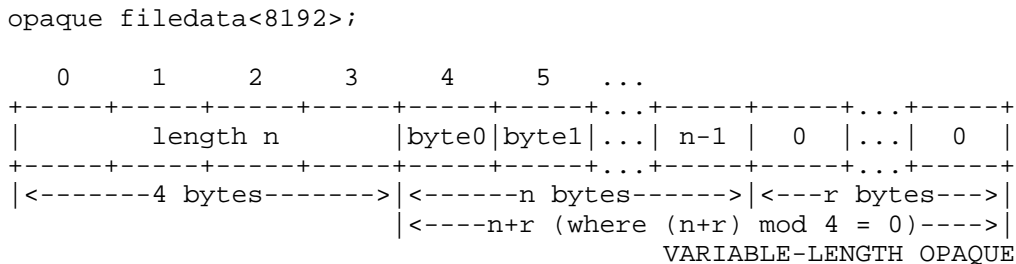 opaque filedata<8192>;
   0     1     2     3     4     5   ...
+-----+-----+-----+-----+-----+-----+...+-----+-----+...+-----+
|        length n       |byte0|byte1|...| n-1 |  0  |...|  0  |
+-----+-----+-----+-----+-----+-----+...+-----+-----+...+-----+
|<-------4 bytes------->|<------n bytes------>|<---r bytes--->|
                        |<----n+r (where (n+r) mod 4 = 0)---->|
                                         VARIABLE-LENGTH OPAQUE